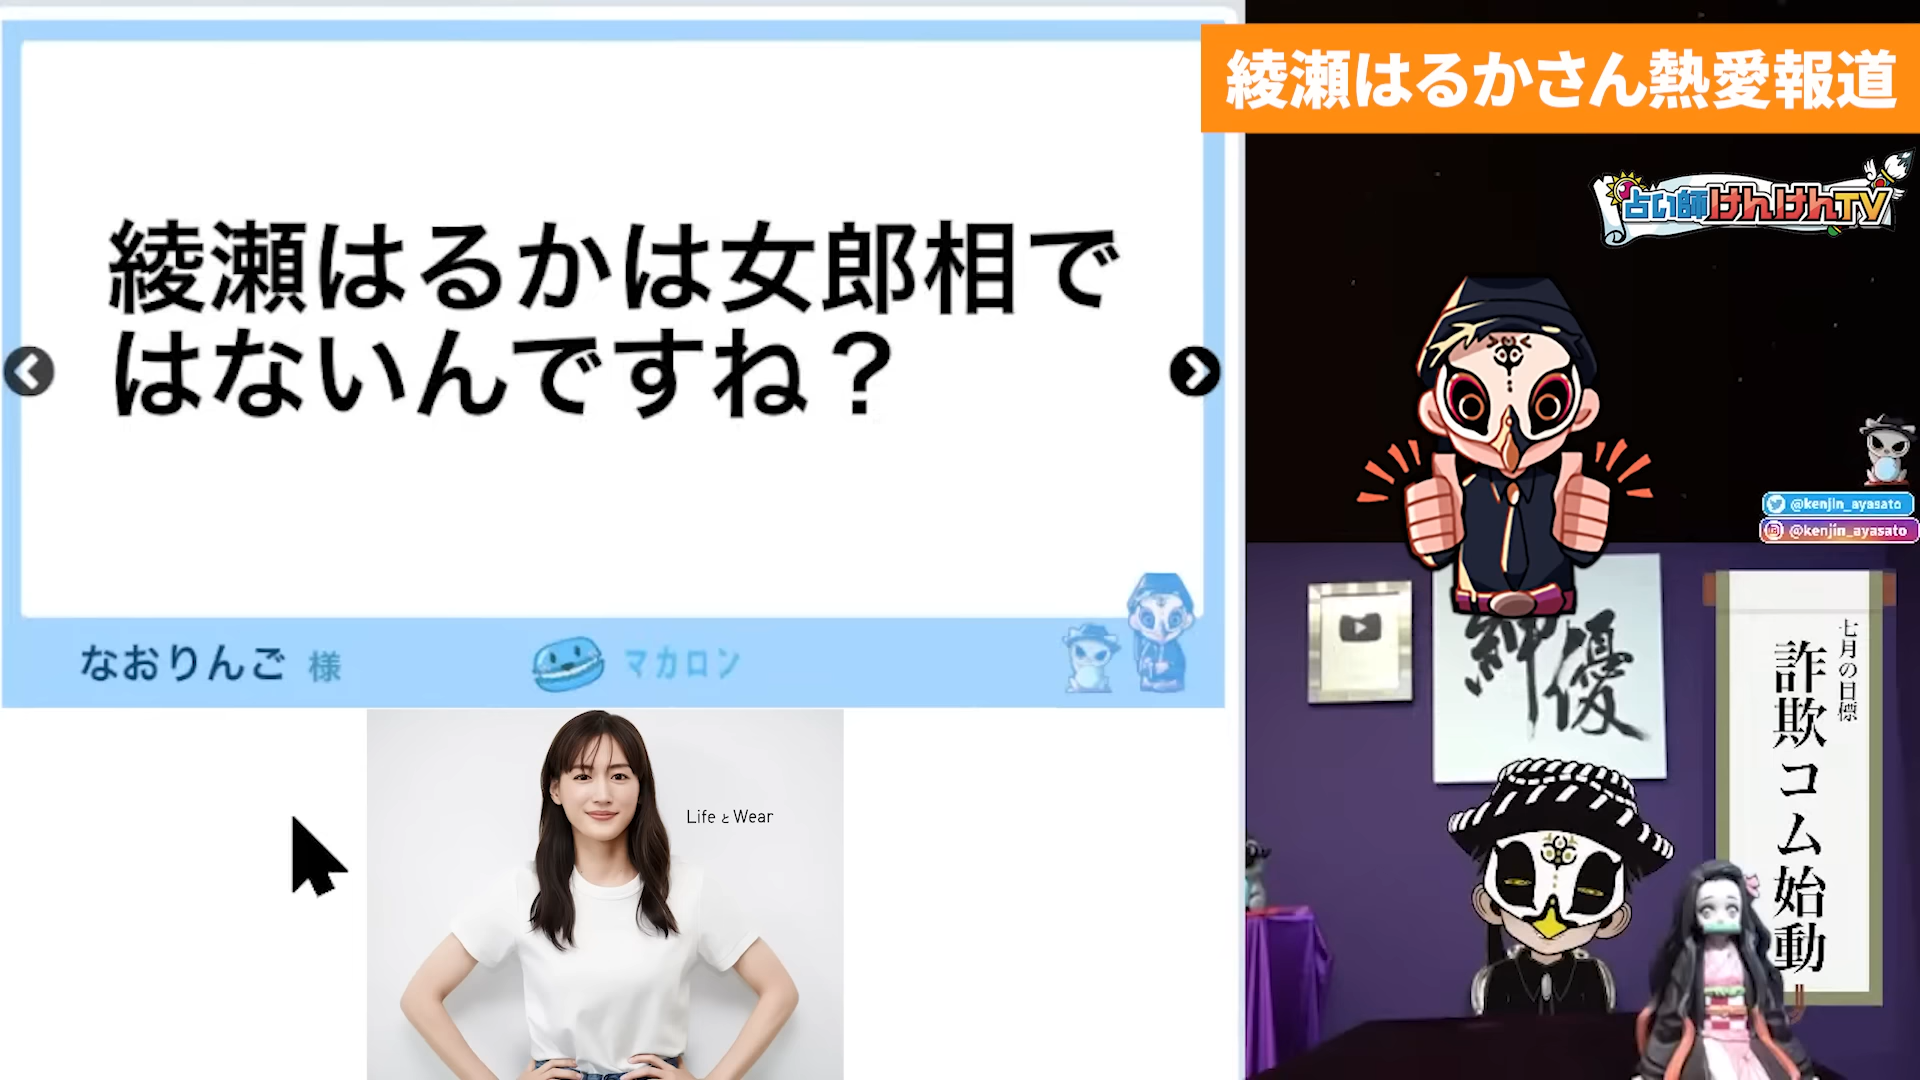 綾瀬はるかさん熱愛報道
占い師けんけんTV
綾瀬はるかは女郎相で
はないんですね？
なおりんご 様
マカロン
Life と Wear
@kenjin_ayasato
@kenjin_ayasato
絆優
七月の目標
詐欺コム始動